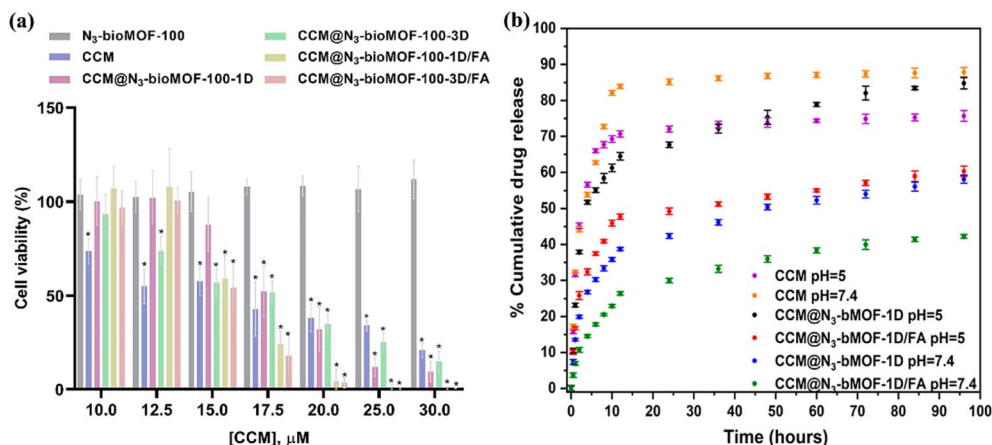 (a)
N₃-bioMOF-100
CCM
CCM@N₃-bioMOF-100-1D
CCM@N₃-bioMOF-100-3D
CCM@N₃-bioMOF-100-1D/FA
CCM@N₃-bioMOF-100-3D/FA
Cell viability (%)
150
100
50
0
* * * * * * * * * * * * * * * * * * * * * * * * * * * *
10.0 12.5 15.0 17.5 20.0 25.0 30.0
[CCM], μM
(b)
% Cumulative drug release
100
90
80
70
60
50
40
30
20
10
0
CCM pH=5
CCM pH=7.4
CCM@N₃-bMOF-1D pH=5
CCM@N₃-bMOF-1D/FA pH=5
CCM@N₃-bMOF-1D pH=7.4
CCM@N₃-bMOF-1D/FA pH=7.4
0 10 20 30 40 50 60 70 80 90 100
Time (hours)